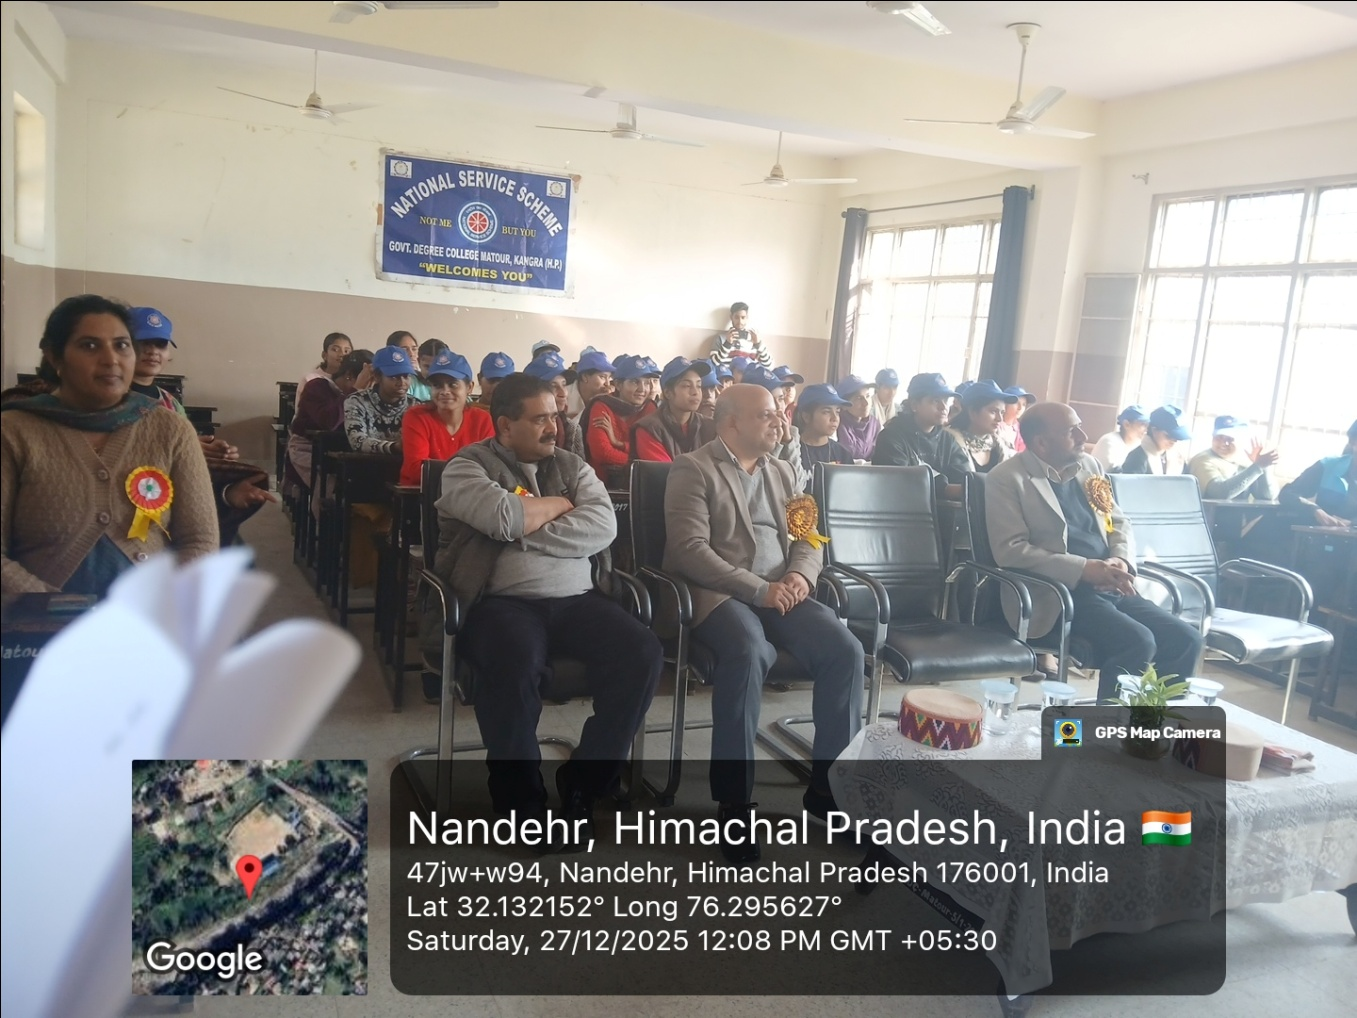 NATIONAL SERVICE SCHEME
NOT ME
BUT YOU
GOVT. DEGREE COLLEGE MATOUR, KANGRA (H.P.)
“WELCOMES YOU”
GPS Map Camera
Nandehr, Himachal Pradesh, India
47jw+w94, Nandehr, Himachal Pradesh 176001, India
Lat 32.132152° Long 76.295627°
Saturday, 27/12/2025 12:08 PM GMT +05:30
Google